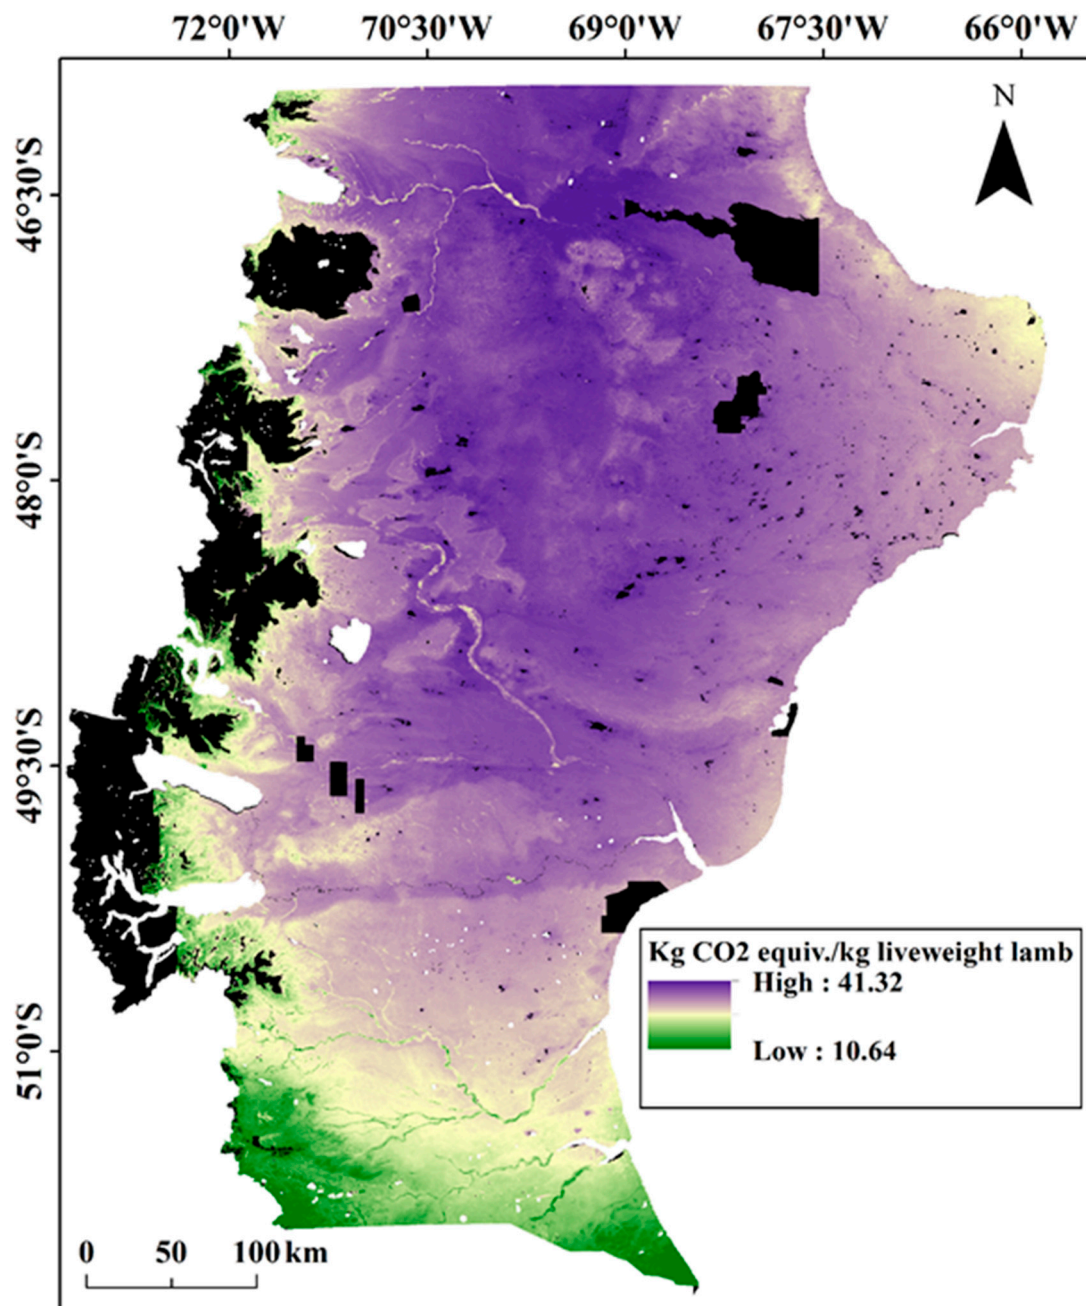 72°0'W 70°30'W 69°0'W 67°30'W 66°0'W
N
46°30'S
48°0'S
49°30'S
51°0'S
Kg CO2 equiv./kg liveweight lamb
High : 41.32
Low : 10.64
0 50 100 km